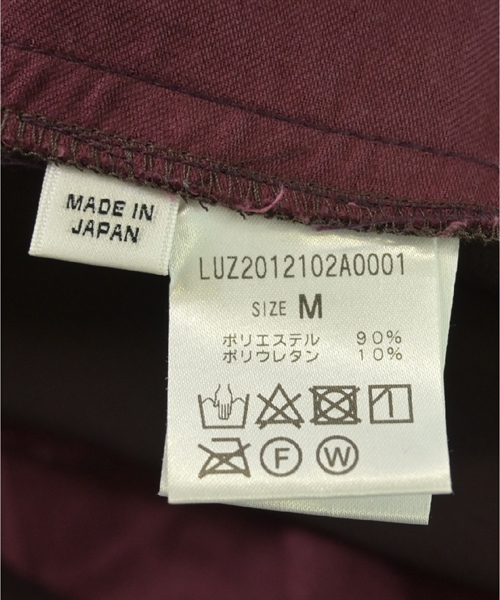 MADE IN
JAPAN
LUZ2012102A0001
SIZE M
ポリエステル 90%
ポリウレタン 10%
F W